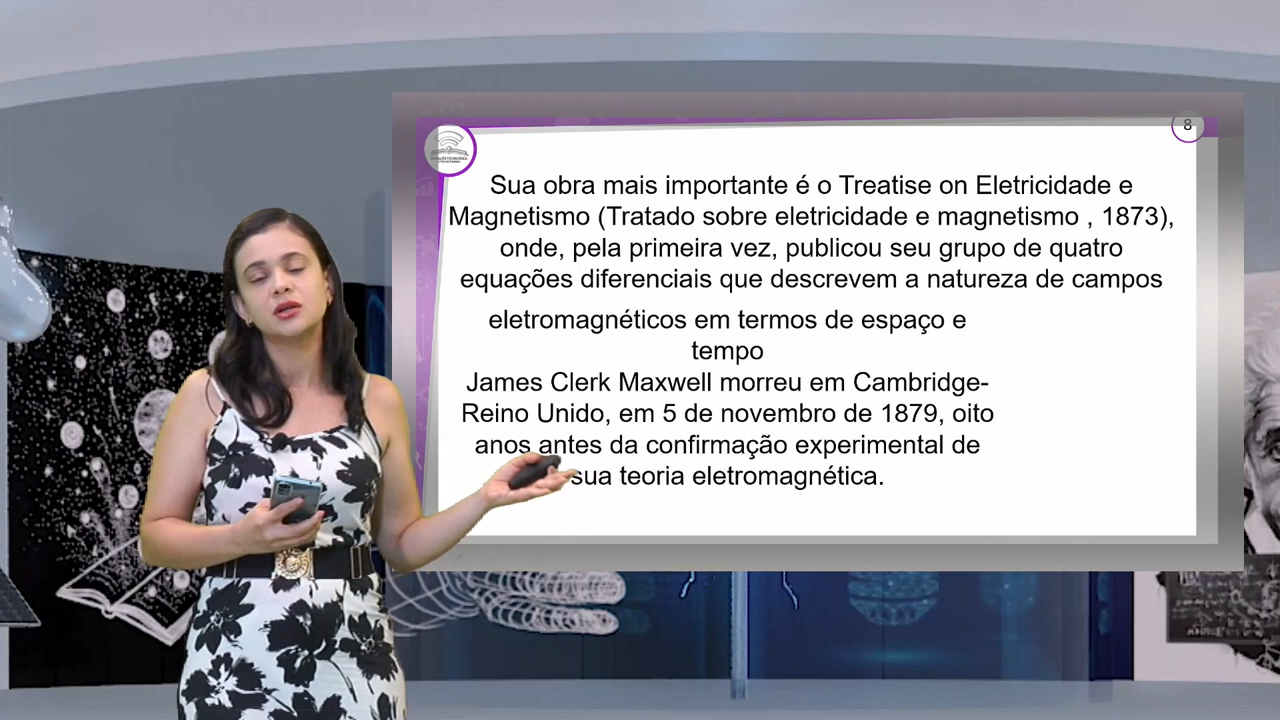 8
Sua obra mais importante é o Treatise on Eletricidade e
Magnetismo (Tratado sobre eletricidade e magnetismo , 1873),
onde, pela primeira vez, publicou seu grupo de quatro
equações diferenciais que descrevem a natureza de campos
eletromagnéticos em termos de espaço e
tempo
James Clerk Maxwell morreu em Cambridge-
Reino Unido, em 5 de novembro de 1879, oito
anos antes da confirmação experimental de
sua teoria eletromagnética.